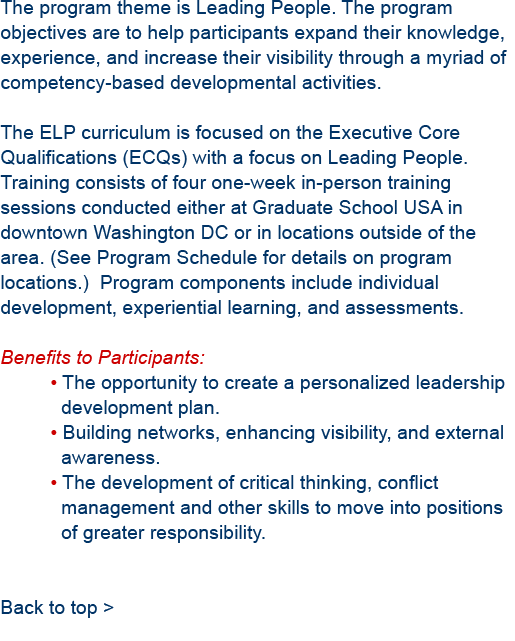 The program theme is Leading People. The program
objectives are to help participants expand their knowledge,
experience, and increase their visibility through a myriad of
competency-based developmental activities.
The ELP curriculum is focused on the Executive Core
Qualifications (ECQs) with a focus on Leading People.
Training consists of four one-week in-person training
sessions conducted either at Graduate School USA in
downtown Washington DC or in locations outside of the
area. (See Program Schedule for details on program
locations.)  Program components include individual
development, experiential learning, and assessments.
Benefits to Participants:
• The opportunity to create a personalized leadership
development plan.
• Building networks, enhancing visibility, and external
awareness.
• The development of critical thinking, conflict
management and other skills to move into positions
of greater responsibility.
Back to top >